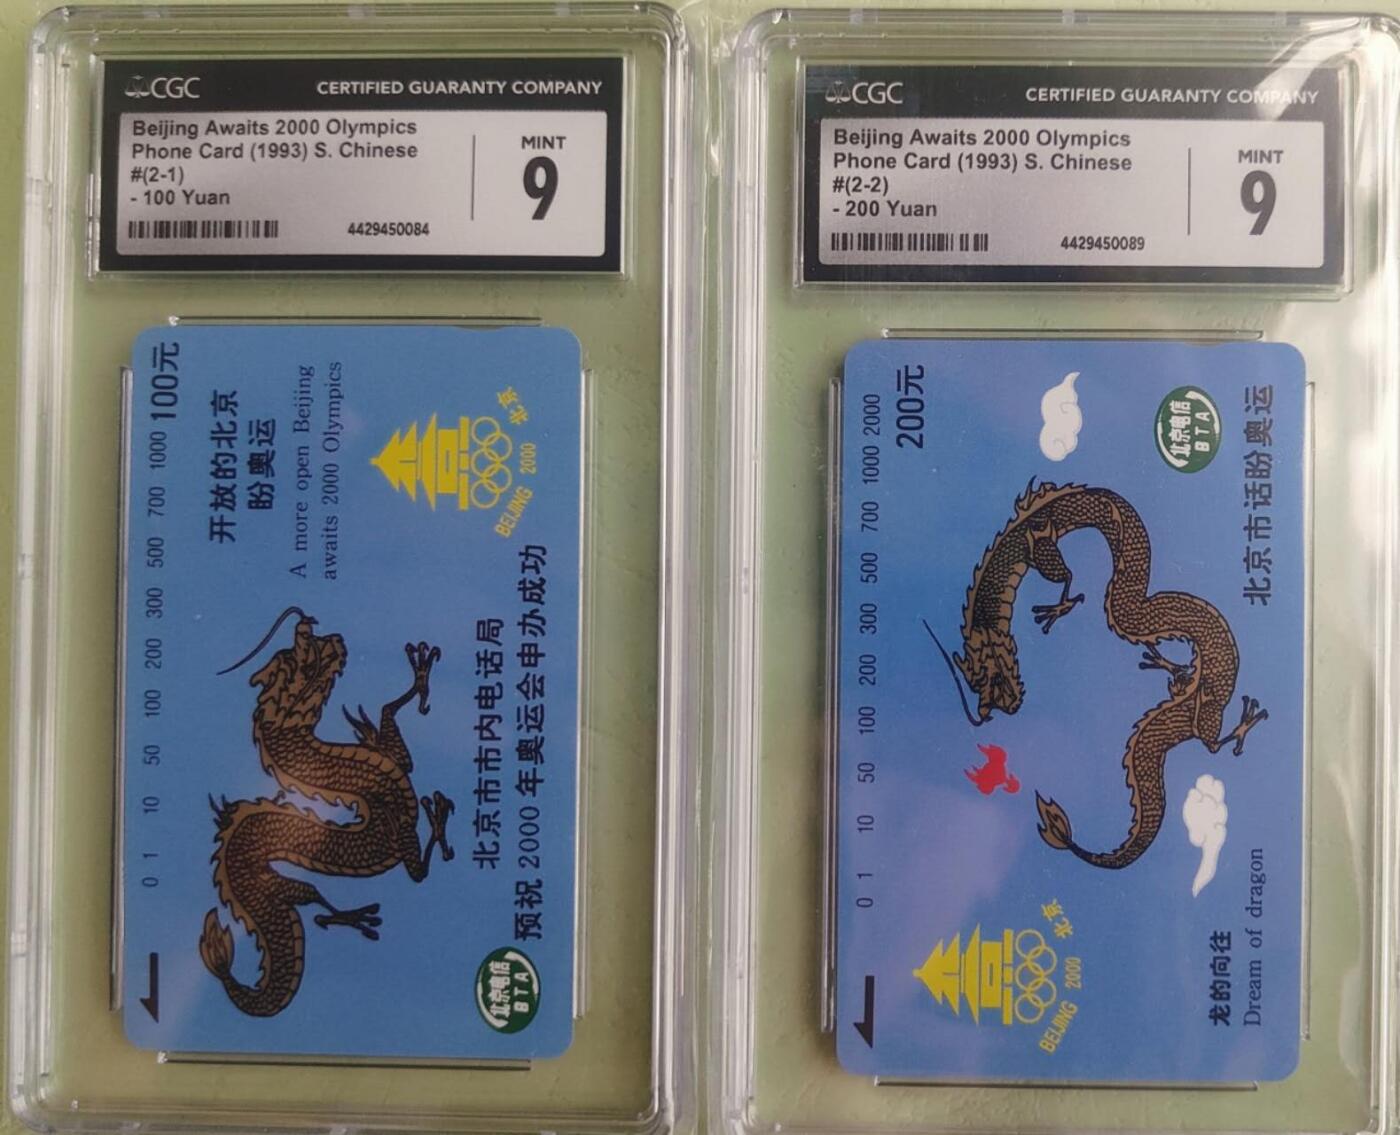 CGC
CERTIFIED GUARANTY COMPANY
Beijing Awaits 2000 Olympics
Phone Card (1993) S. Chinese
#(2-1)
- 100 Yuan
MINT
9
4429450084
100元
0 1 10 50 100 200 300 500 700 1000
开放的北京
盼奥运
A more open Beijing
awaits 2000 Olympics
BEIJING 2000 北京
北京市市内电话局
预祝2000年奥运会申办成功
北京电信
BTA
CGC
CERTIFIED GUARANTY COMPANY
Beijing Awaits 2000 Olympics
Phone Card (1993) S. Chinese
#(2-2)
- 200 Yuan
MINT
9
4429450089
0 1 10 50 100 200 300 500 700 1000 2000
200元
北京电信
BTA
北京市话盼奥运
BEIJING 2000 北京
龙的向往
Dream of dragon